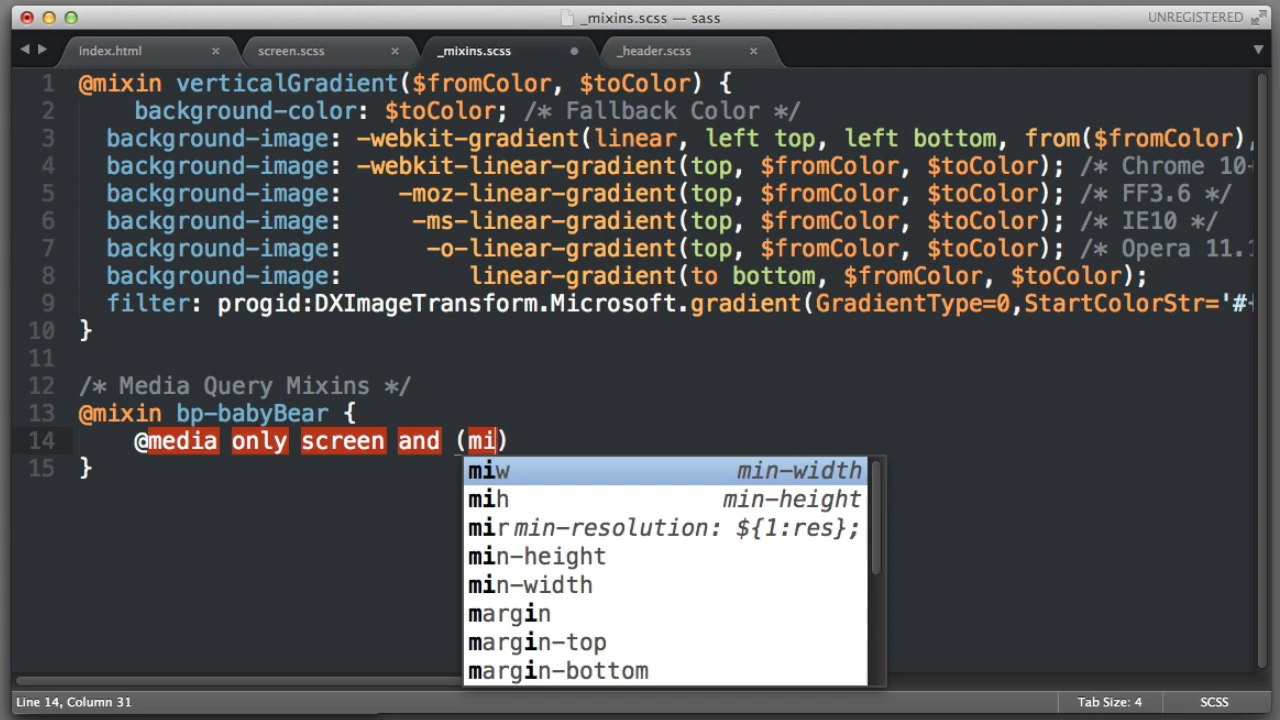 _mixins.scss — sass
UNREGISTERED
index.html × screen.scss × _mixins.scss _header.scss ×
1 @mixin verticalGradient($fromColor, $toColor) {
2 background-color: $toColor; /* Fallback Color */
3 background-image: -webkit-gradient(linear, left top, left bottom, from($fromColor),
4 background-image: -webkit-linear-gradient(top, $fromColor, $toColor); /* Chrome 10
5 background-image: -moz-linear-gradient(top, $fromColor, $toColor); /* FF3.6 */
6 background-image: -ms-linear-gradient(top, $fromColor, $toColor); /* IE10 */
7 background-image: -o-linear-gradient(top, $fromColor, $toColor); /* Opera 11.1
8 background-image: linear-gradient(to bottom, $fromColor, $toColor);
9 filter: progid:DXImageTransform.Microsoft.gradient(GradientType=0,StartColorStr='#{
10 }
11
12 /* Media Query Mixins */
13 @mixin bp-babyBear {
14 @media only screen and (mi)
15 }
miw min-width
mih min-height
mir min-resolution: ${1:res};
min-height
min-width
margin
margin-top
margin-bottom
Line 14, Column 31
Tab Size: 4
SCSS